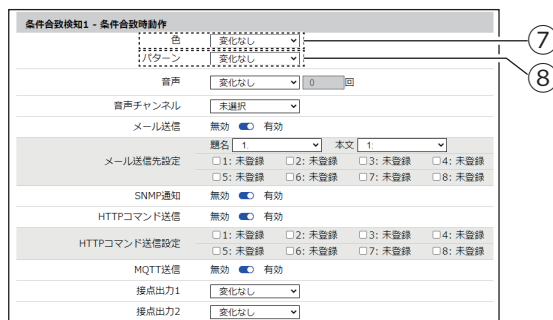 条件合致検知1 - 条件合致時動作
色 変化なし ⑦
パターン 変化なし ⑧
音声 変化なし 0 回
音声チャンネル 未選択
メール送信 無効 有効
題名 1. 本文 1:
メール送信先設定 1: 未登録 2: 未登録 3: 未登録 4: 未登録
5: 未登録 6: 未登録 7: 未登録 8: 未登録
SNMP通知 無効 有効
HTTPコマンド送信 無効 有効
HTTPコマンド送信設定 1: 未登録 2: 未登録 3: 未登録 4: 未登録
5: 未登録 6: 未登録 7: 未登録 8: 未登録
MQTT送信 無効 有効
接点出力1 変化なし
接点出力2 変化なし